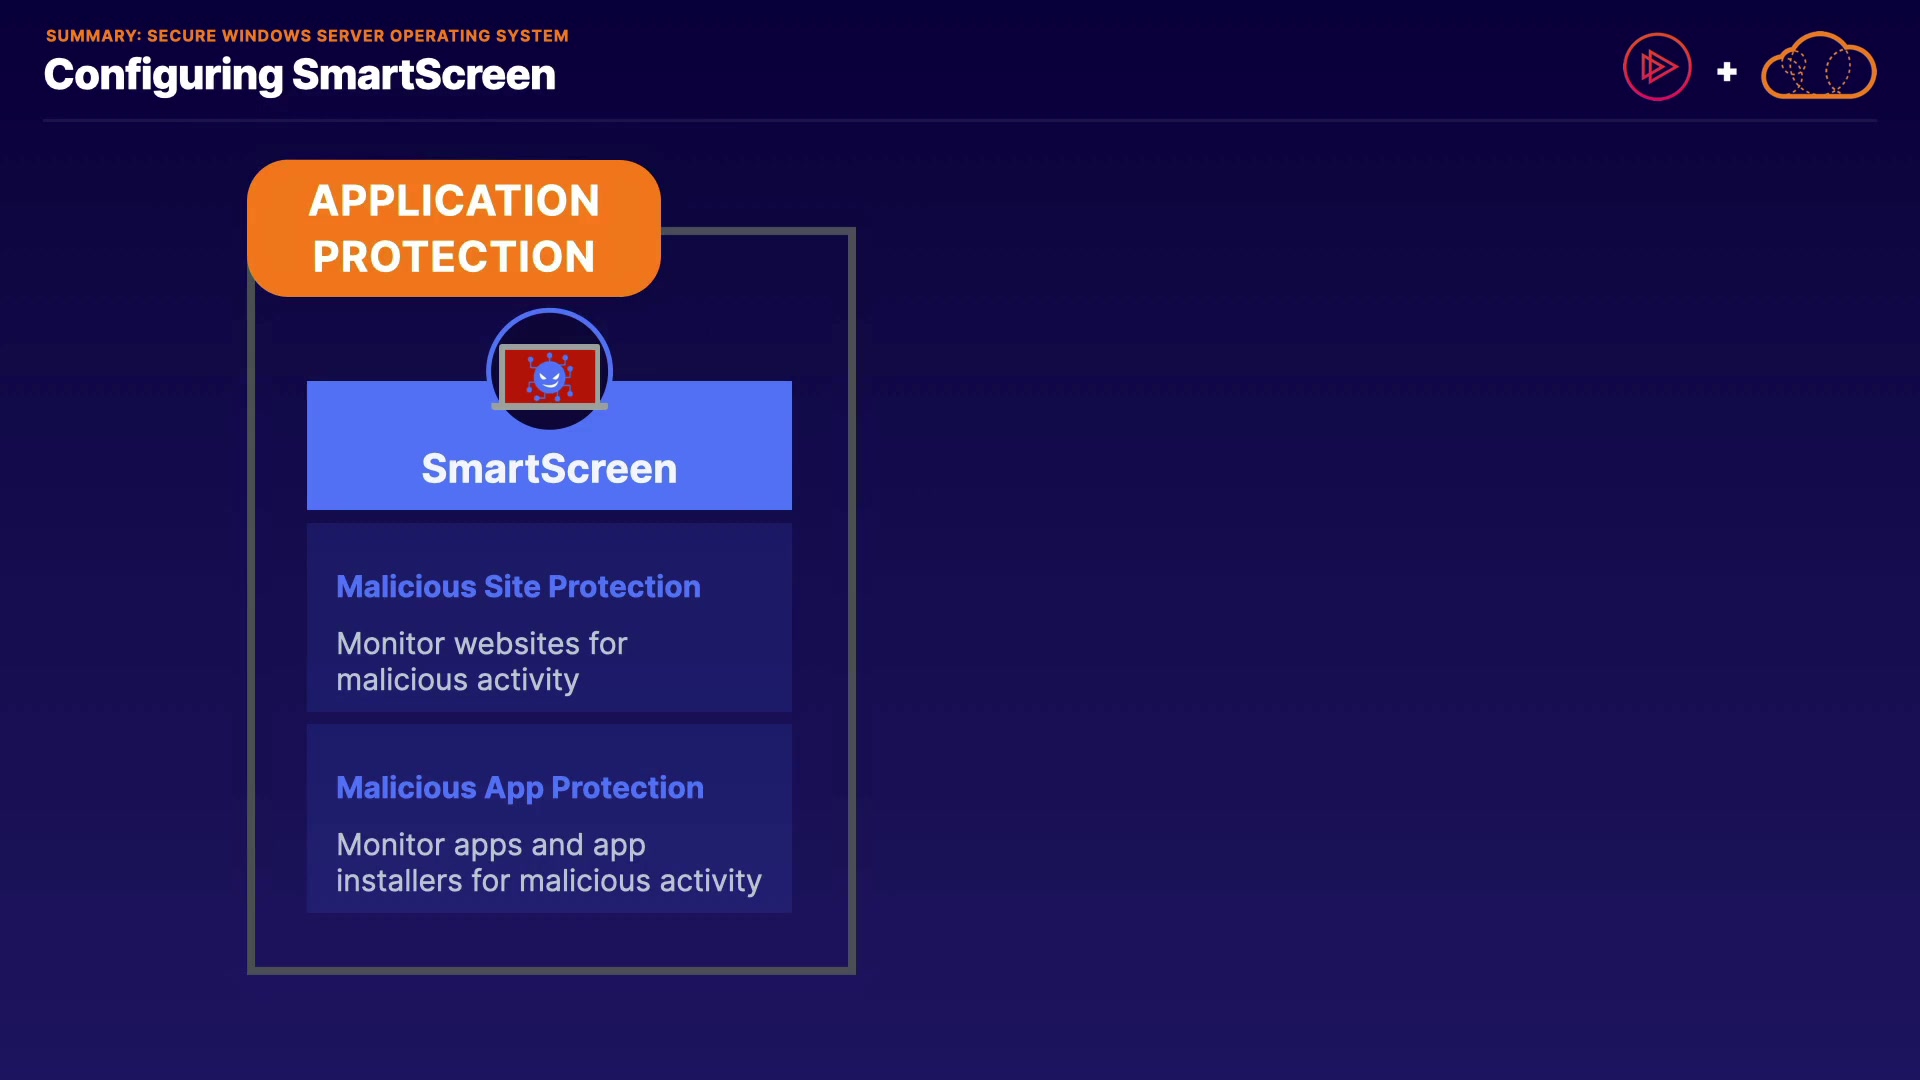 SUMMARY: SECURE WINDOWS SERVER OPERATING SYSTEM
Configuring SmartScreen
+
APPLICATION
PROTECTION
SmartScreen
Malicious Site Protection
Monitor websites for
malicious activity
Malicious App Protection
Monitor apps and app
installers for malicious activity